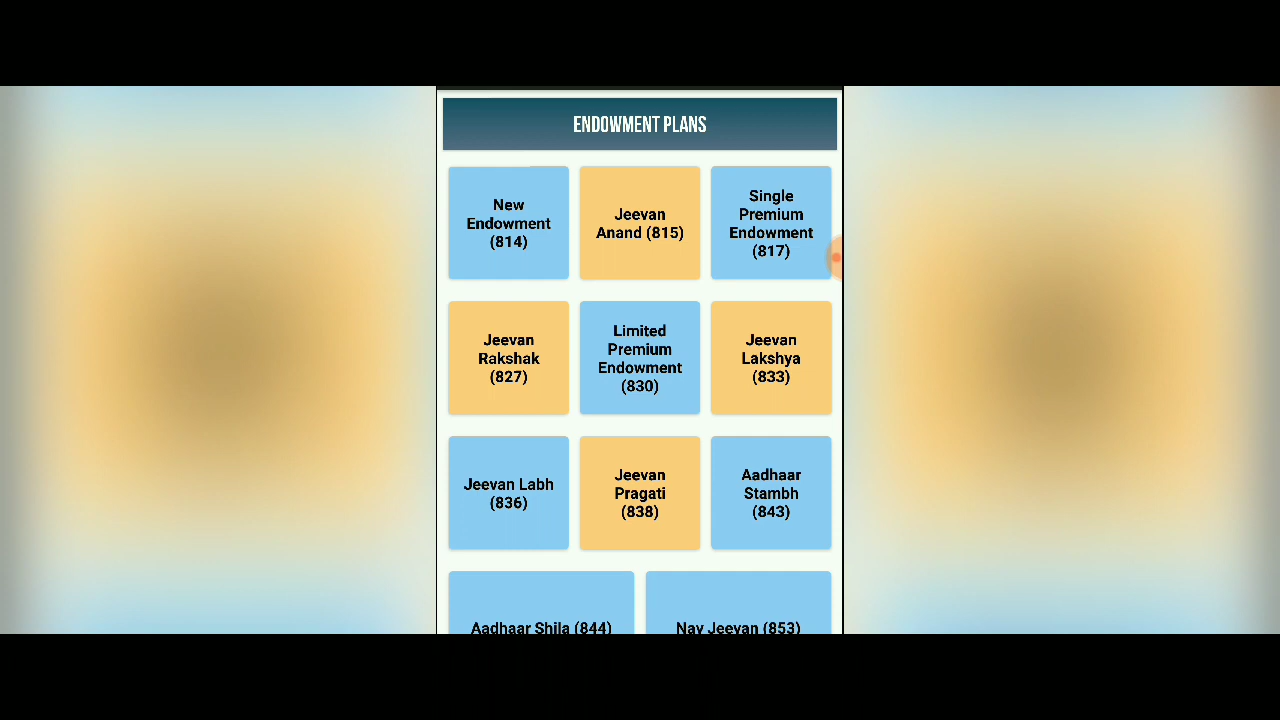 ENDOWMENT PLANS
New
Endowment
(814)
Jeevan
Anand (815)
Single
Premium
Endowment
(817)
Jeevan
Rakshak
(827)
Limited
Premium
Endowment
(830)
Jeevan
Lakshya
(833)
Jeevan Labh
(836)
Jeevan
Pragati
(838)
Aadhaar
Stambh
(843)
Aadhaar Shila (844)
Nav Jeevan (853)